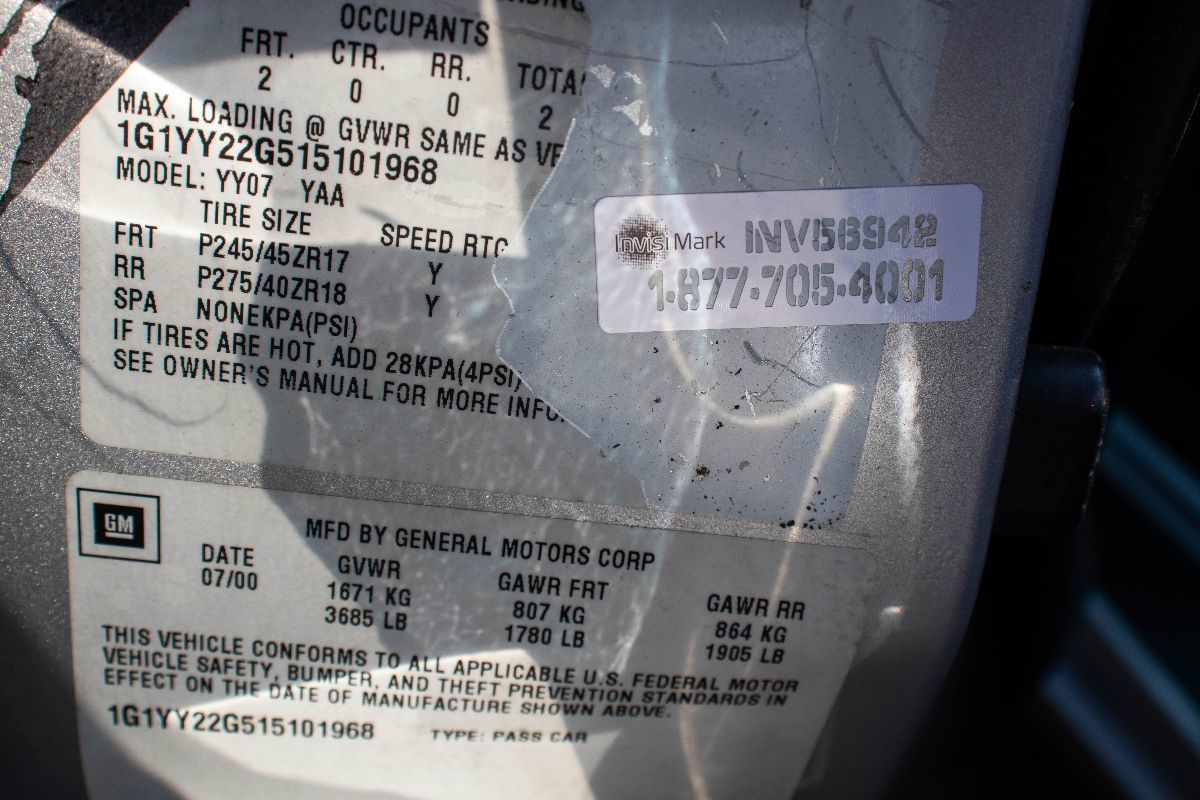 OCCUPANTS
FRT. CTR. RR. TOTA
2 0 0 2
MAX. LOADING @ GVWR SAME AS VE
1G1YY22G515101968
MODEL: YY07 YAA
TIRE SIZE SPEED RTG
FRT P245/45ZR17 Y
RR P275/40ZR18 Y
SPA NONEKPA(PSI)
IF TIRES ARE HOT, ADD 28KPA(4PSI)
SEE OWNER'S MANUAL FOR MORE INFO.
InvisiMark INV56942
1-877-705-4001
GM
MFD BY GENERAL MOTORS CORP
DATE GVWR GAWR FRT GAWR RR
07/00 1671 KG 807 KG 864 KG
3685 LB 1780 LB 1905 LB
THIS VEHICLE CONFORMS TO ALL APPLICABLE U.S. FEDERAL MOTOR
VEHICLE SAFETY, BUMPER, AND THEFT PREVENTION STANDARDS IN
EFFECT ON THE DATE OF MANUFACTURE SHOWN ABOVE.
1G1YY22G515101968 TYPE: PASS CAR